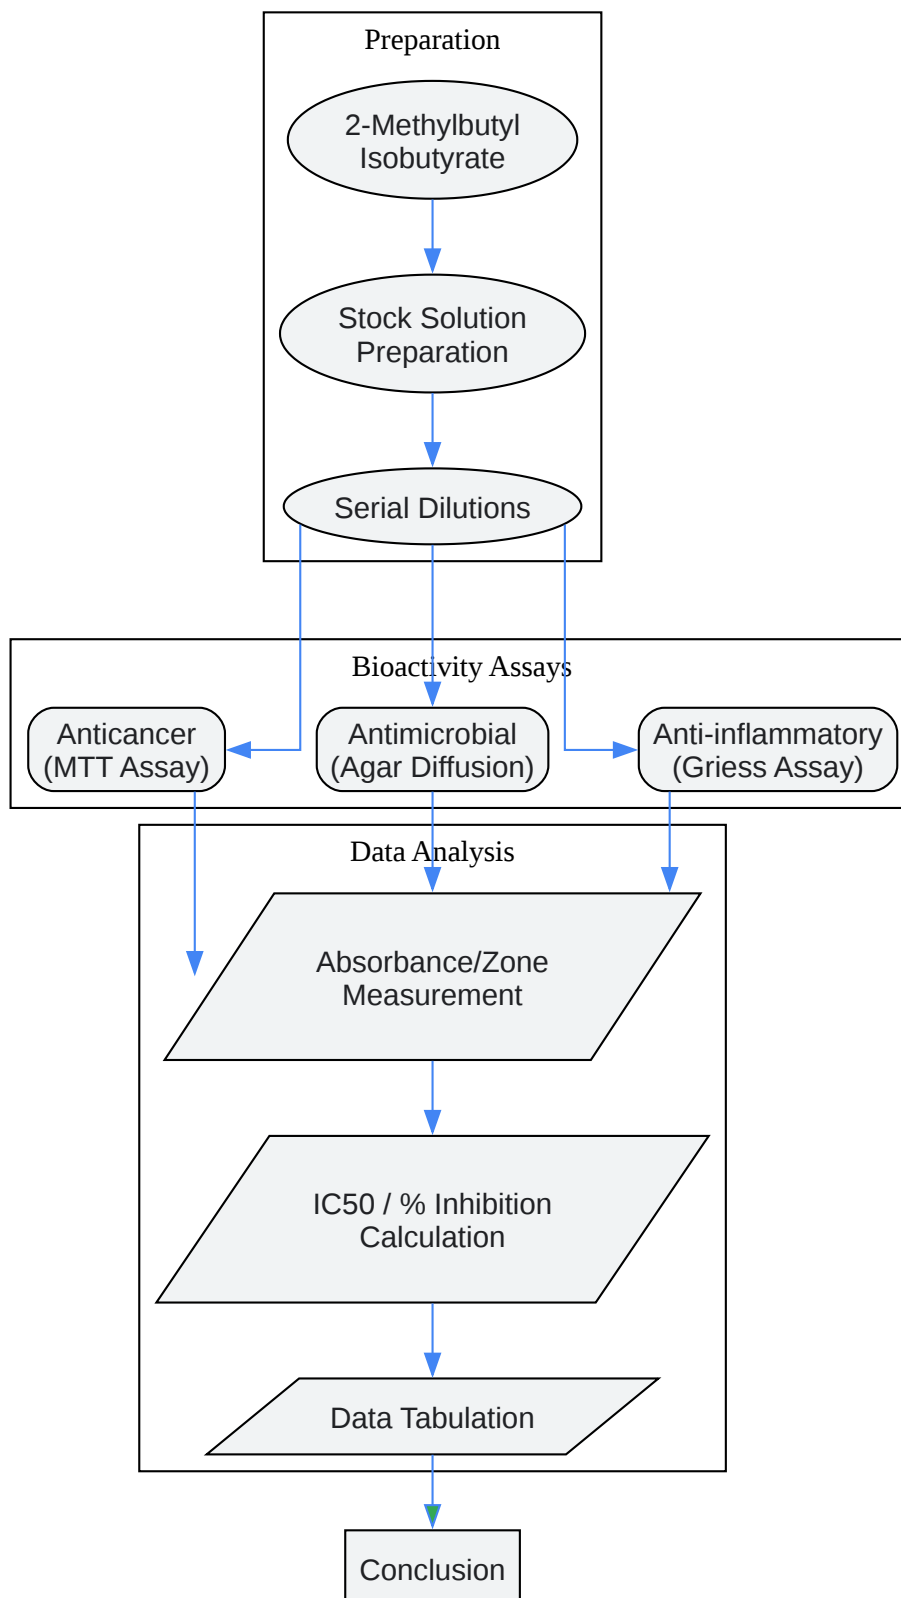 Preparation
2-Methylbutyl
Isobutyrate
Stock Solution
Preparation
Serial Dilutions
Bioactivity Assays
Anticancer
(MTT Assay)
Antimicrobial
(Agar Diffusion)
Anti-inflammatory
(Griess Assay)
Data Analysis
Absorbance/Zone
Measurement
IC50 / % Inhibition
Calculation
Data Tabulation
Conclusion